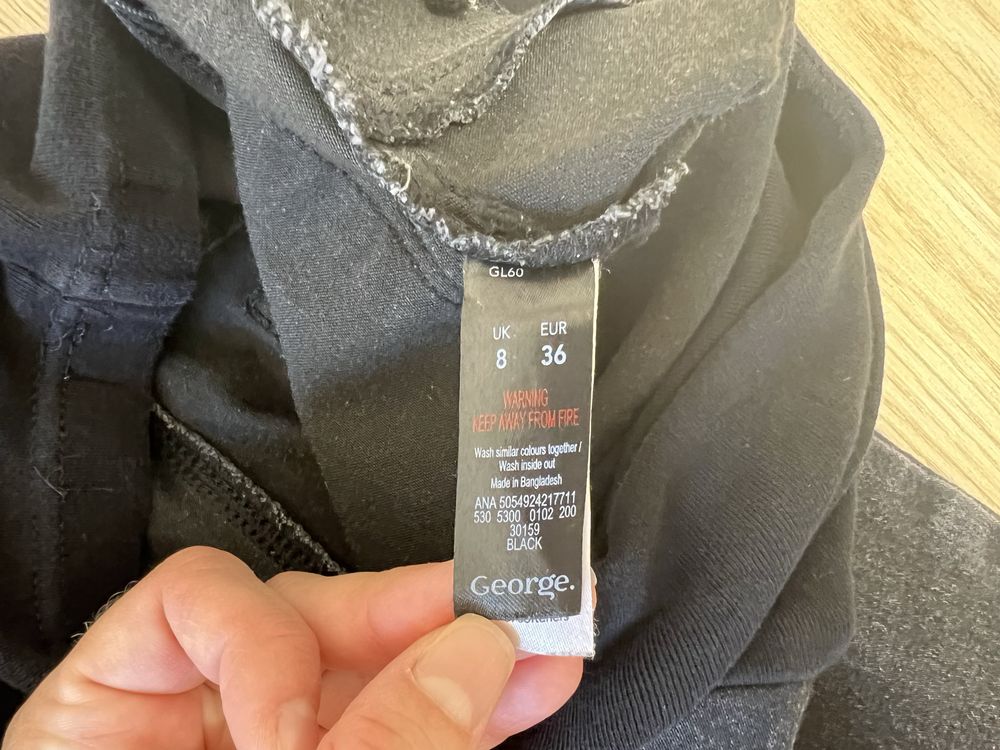 GL60
UK EUR
8 36
WARNING
KEEP AWAY FROM FIRE
Wash similar colours together /
Wash inside out
Made in Bangladesh
ANA 5054924217711
530 5300 0102 200
30159
BLACK
George.